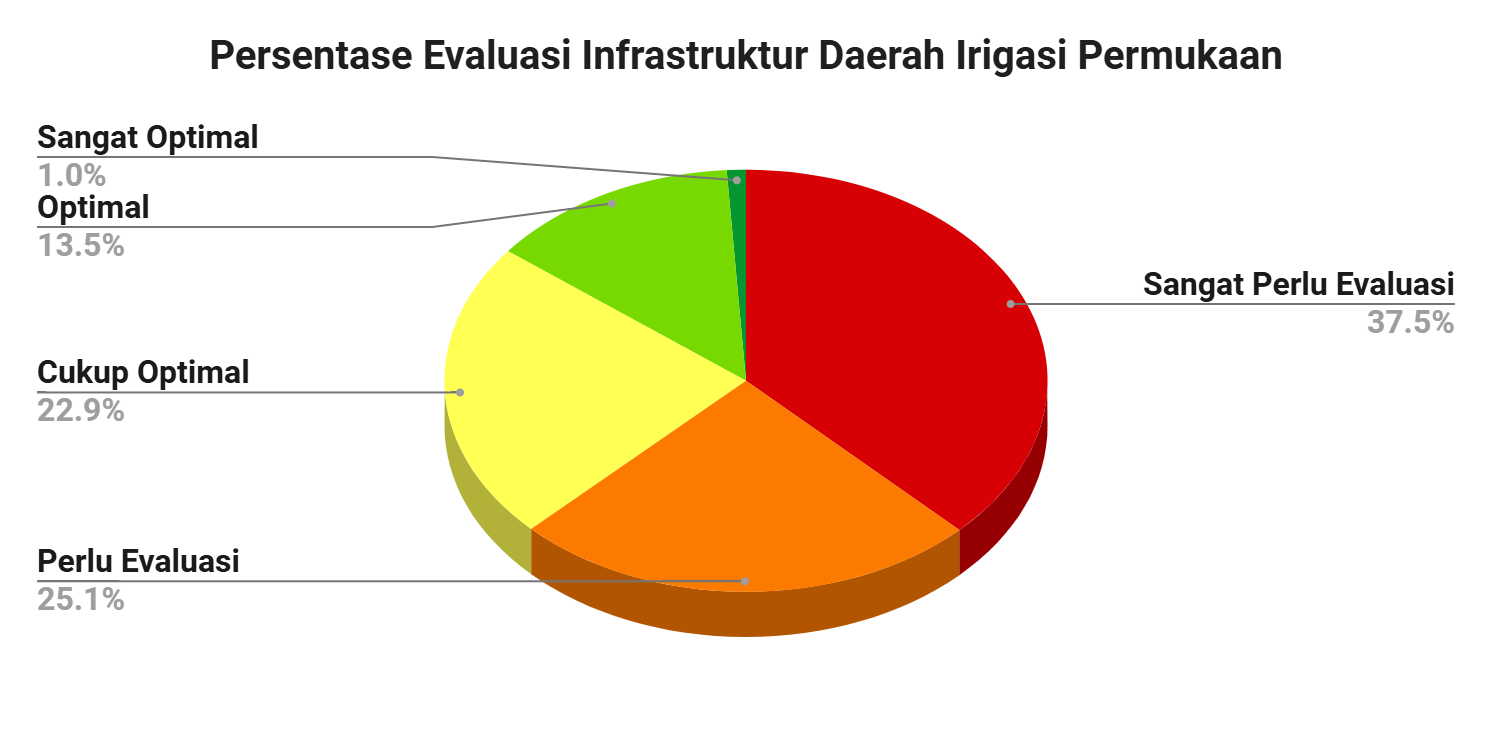 Persentase Evaluasi Infrastruktur Daerah Irigasi Permukaan
Sangat Optimal
1.0%
Optimal
13.5%
Cukup Optimal
22.9%
Perlu Evaluasi
25.1%
Sangat Perlu Evaluasi
37.5%